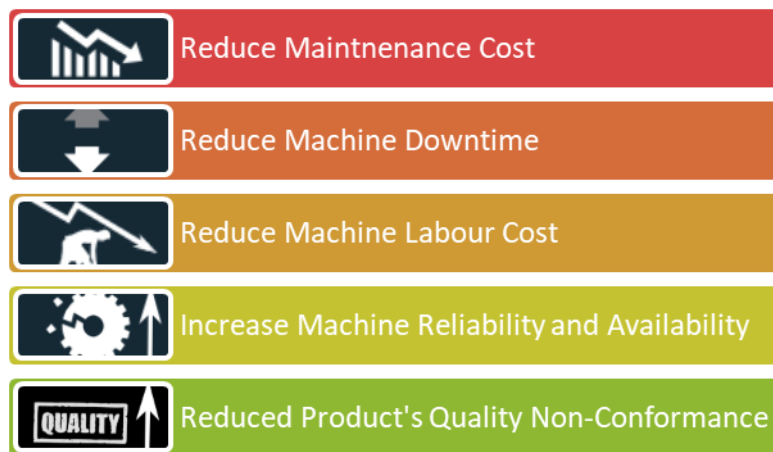 Reduce Maintnenance Cost
Reduce Machine Downtime
Reduce Machine Labour Cost
Increase Machine Reliability and Availability
QUALITY
Reduced Product's Quality Non-Conformance